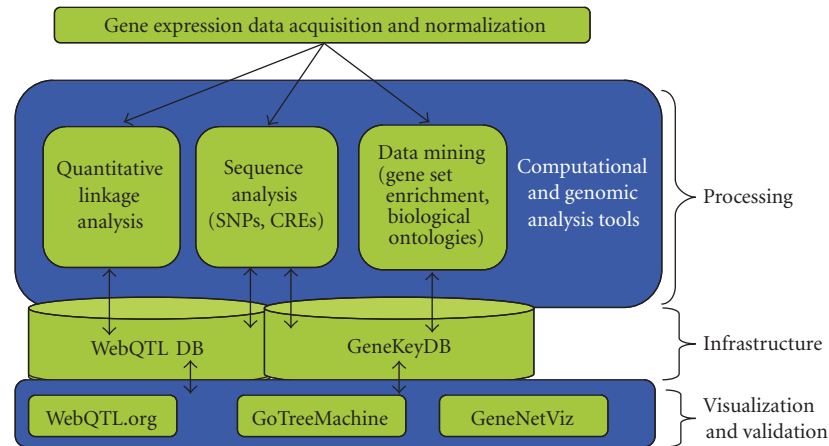 Gene expression data acquisition and normalization
Quantitative
linkage
analysis
Sequence
analysis
(SNPs, CREs)
Data mining
(gene set
enrichment,
biological
ontologies)
Computational
and genomic
analysis tools
Processing
WebQTL DB
GeneKeyDB
Infrastructure
WebQTL.org
GoTreeMachine
GeneNetViz
Visualization
and validation